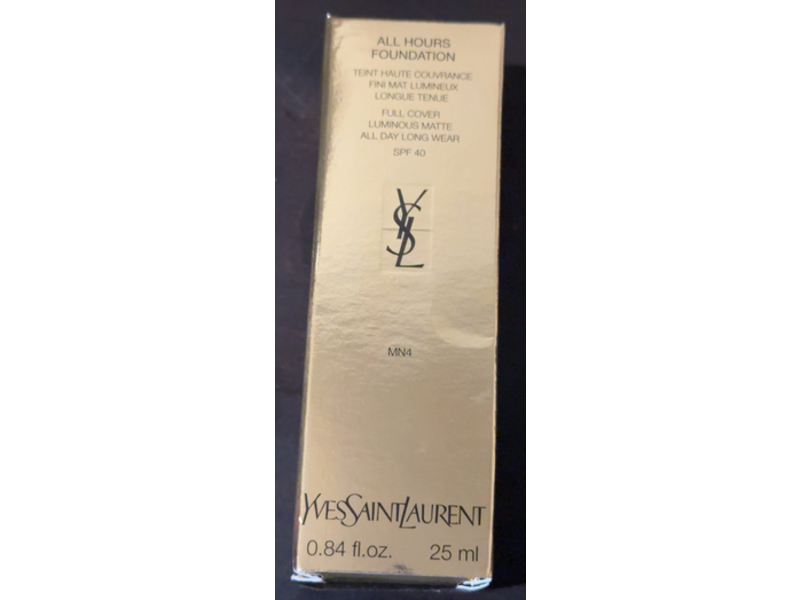 ALL HOURS
FOUNDATION
TEINT HAUTE COUVRANCE
FINI MAT LUMINEUX
LONGUE TENUE
FULL COVER
LUMINOUS MATTE
ALL DAY LONG WEAR
SPF 40
YSL
MN4
YVESSAINTLAURENT
0.84 fl.oz. 25 ml